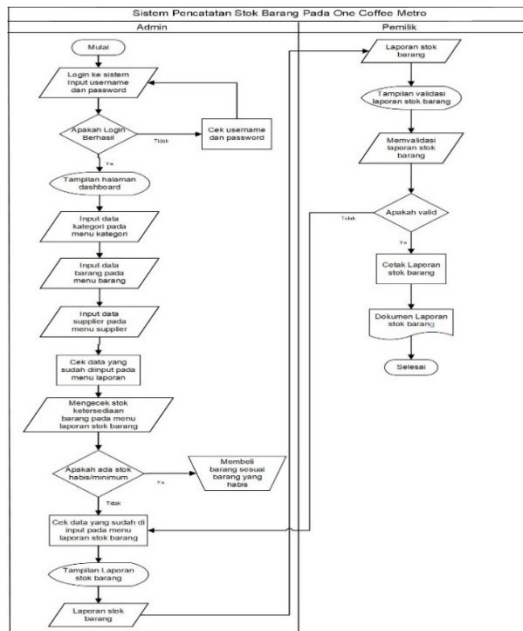 Sistem Pencatatan Stok Barang Pada One Coffee Metro
Admin
Mulai
Login ke sistem
Input username
dan password
Apakah Login
Berhasil
Tidak
Cek username
dan password
Ya
Tampilan halaman
dashboard
Input data
kategori pada
menu kategori
Input data
barang pada
menu barang
Input data
supplier pada
menu supplier
Cek data yang
sudah diinput pada
menu laporan
Mengecek stok
ketersediaan
barang pada menu
laporan stok barang
Apakah ada stok
habis/minimum
Ya
Membeli
barang sesuai
barang yang
habis
Tidak
Cek data yang sudah di
input pada menu
laporan stok barang
Tampilan Laporan
stok barang
Laporan stok
barang
Pemilik
Laporan stok
barang
Tampilan validasi
laporan stok barang
Memvalidasi
laporan stok
barang
Apakah valid
Tidak
Ya
Cetak Laporan
stok barang
Dokumen Laporan
stok barang
Selesai